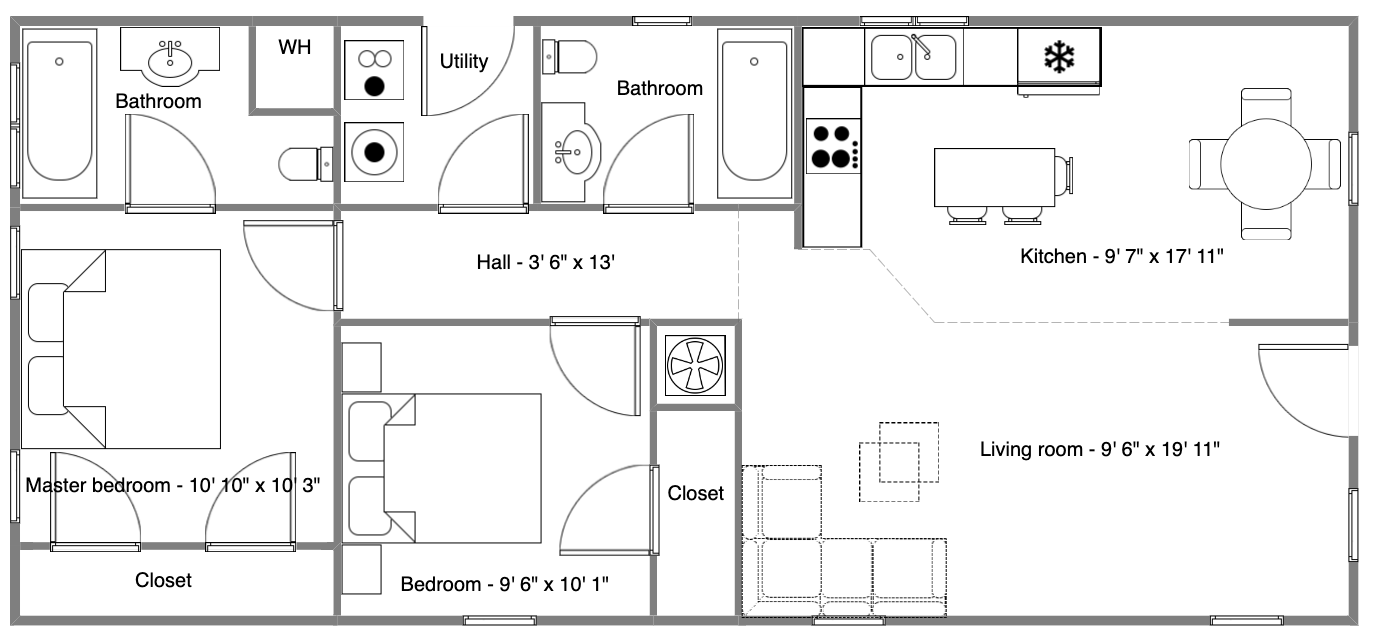 WH
Utility
Bathroom
Bathroom
Hall - 3' 6" x 13'
Kitchen - 9' 7" x 17' 11"
Living room - 9' 6" x 19' 11"
Master bedroom - 10' 10" x 10' 3"
Closet
Closet
Bedroom - 9' 6" x 10' 1"